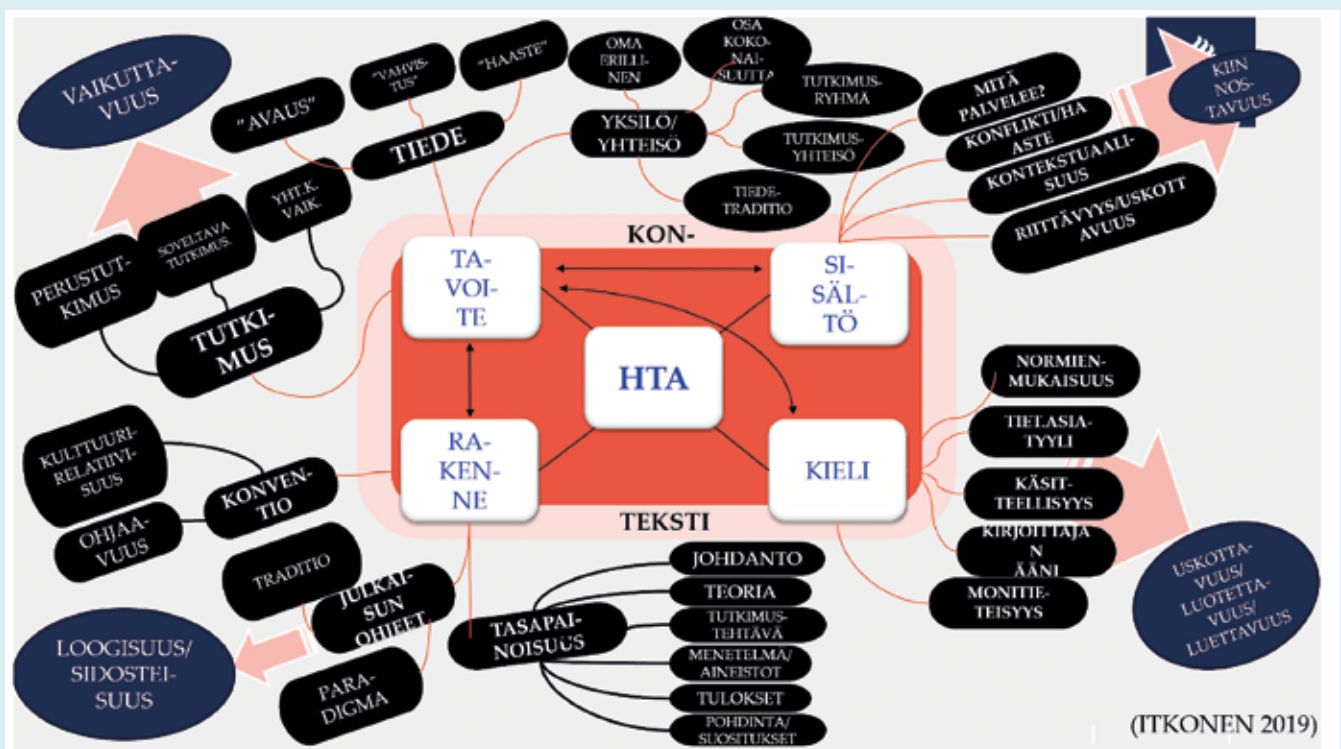 VAIKUTTA-
VUUS
"AVAUS"
"VAHVIS-
TUS"
"HAASTE"
TIEDE
YHT.K.
VAIK.
SOVELTAVA
TUTKIMUS.
PERUSTUT-
KIMUS
TUTKI-
MUS
OMA
ERILLI-
NEN
OSA
KOKO-
NAI-
SUUTTA
YKSILÖ/
YHTEISÖ
TUTKIMUS-
RYHMÄ
TUTKIMUS-
YHTEISÖ
TIEDE-
TRADITIO
MITÄ
PALVELEE?
KONFLIKTI/HA
ASTE
KONTEKSTUAALI-
SUUS
RIITTÄVYYS/USKOTT
AVUUS
KIIN
NOS-
TAVUUS
KON-
TA-
VOI-
TE
SI-
SÄL-
TÖ
HTA
RA-
KEN-
NE
KIELI
TEKSTI
KULTTUURI-
RELATIIVI-
SUUS
KONVEN-
TIO
OHJAA-
VUUS
TRADITIO
JULKAI-
SUN
OHJEET
PARA-
DIGMA
LOOGISUUS/
SIDOSTEI-
SUUS
TASAPAI-
NOISUUS
JOHDANTO
TEORIA
TUTKIMUS-
TEHTÄVÄ
MENETELMÄ/
AINEISTOT
TULOKSET
POHDINTA/
SUOSITUKSET
NORMIEN-
MUKAISUUS
TIET.ASIA-
TYYLI
KÄSIT-
TEELLISYYS
KIRJOITTAJA
N
ÄÄNI
MONITIE-
TEISYYS
USKOTTA-
VUUS/
LUOTETTA-
VUUS/
LUETTAVUUS
(ITKONEN 2019)